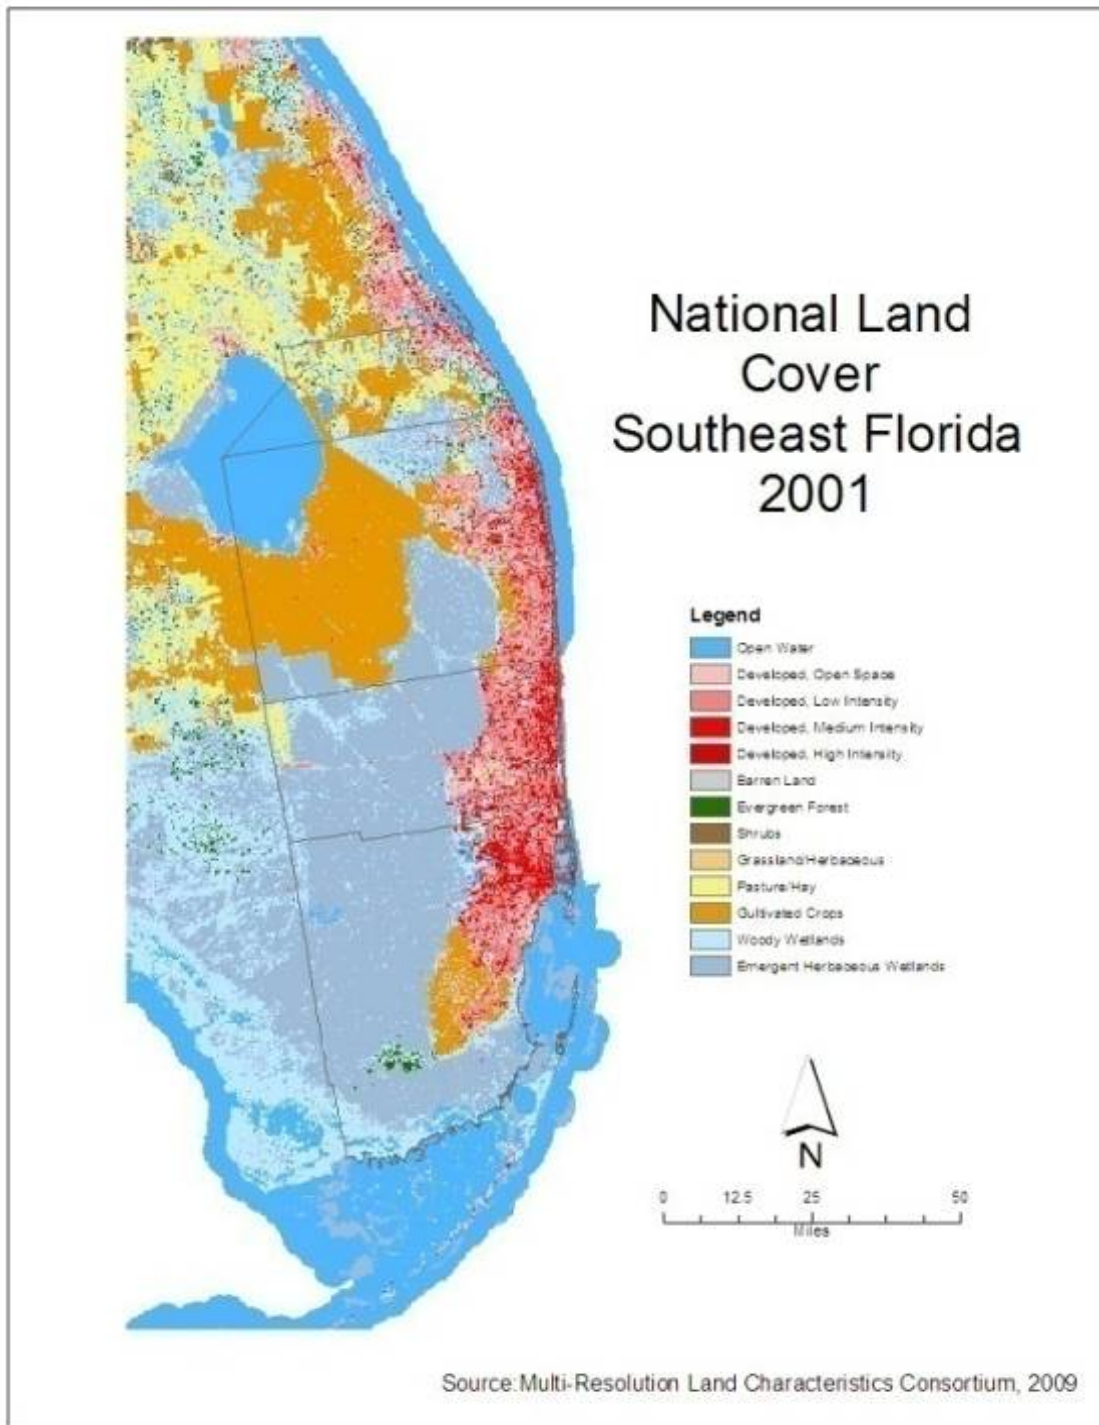 National Land
Cover
Southeast Florida
2001
Legend
Open Water
Developed, Open Space
Developed, Low Intensity
Developed, Medium Intensity
Developed, High Intensity
Barren Land
Evergreen Forest
Shrubs
Grassland/Herbaceous
Pasture/Hay
Cultivated Crops
Woody Wetlands
Emergent Herbaceous Wetlands
N
0 12.5 25 50
Miles
Source:Multi-Resolution Land Characteristics Consortium, 2009